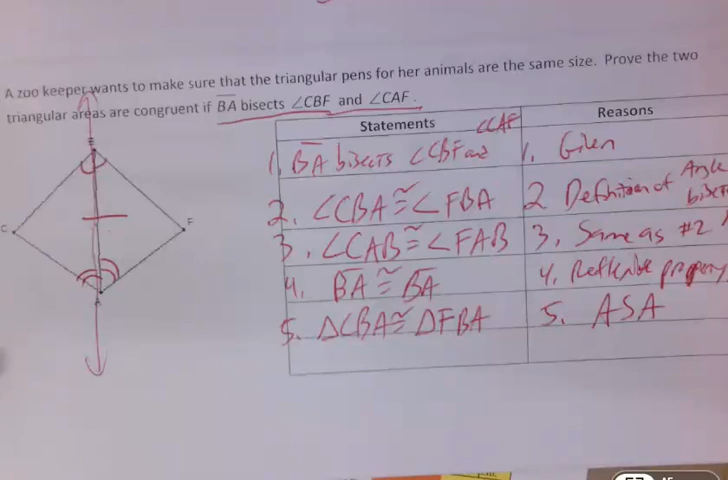 A zoo keeper wants to make sure that the triangular pens for her animals are the same size. Prove the two
triangular areas are congruent if BA bisects ∠CBF and ∠CAF.
Statements
Reasons
1. BA bisects ∠CBF and ∠CAF
1. Given
2. ∠CBA ≅ ∠FBA
2 Definition of Angle
3. ∠CAB ≅ ∠FAB
3, Same as #2
4. BA ≅ BA
4. Reflexive property
5. △CBA ≅ △FBA
5. ASA
B
C
F
A